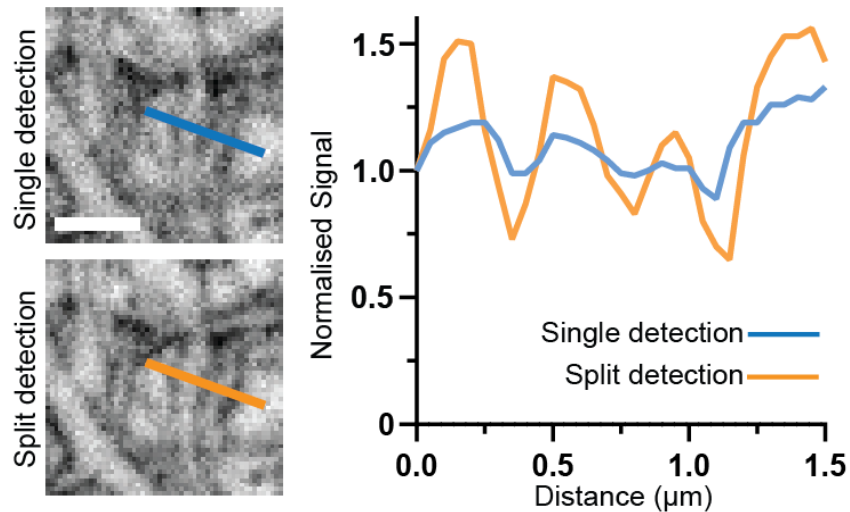 Single detection
Split detection
Normalised Signal
1.5
1.0
0.5
0
Single detection
Split detection
0.0
0.5
1.0
1.5
Distance (µm)